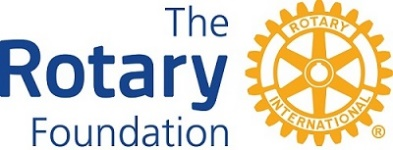 The
Rotary
Foundation
ROTARY
INTERNATIONAL
®